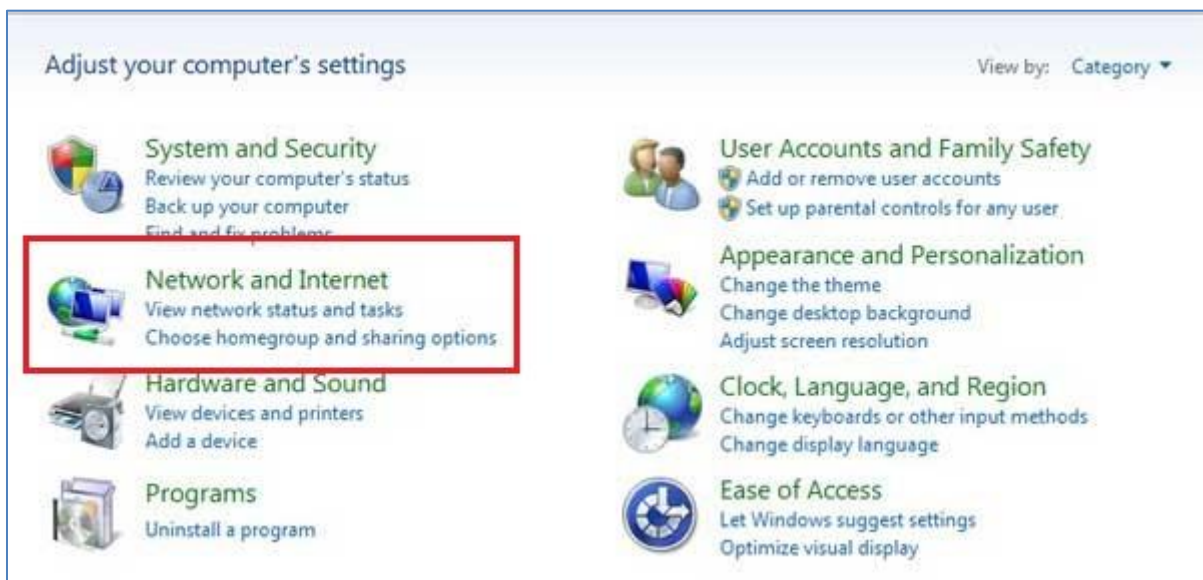 Adjust your computer's settings
View by: Category
System and Security
Review your computer's status
Back up your computer
Find and fix problems
Network and Internet
View network status and tasks
Choose homegroup and sharing options
Hardware and Sound
View devices and printers
Add a device
Programs
Uninstall a program
User Accounts and Family Safety
Add or remove user accounts
Set up parental controls for any user
Appearance and Personalization
Change the theme
Change desktop background
Adjust screen resolution
Clock, Language, and Region
Change keyboards or other input methods
Change display language
Ease of Access
Let Windows suggest settings
Optimize visual display